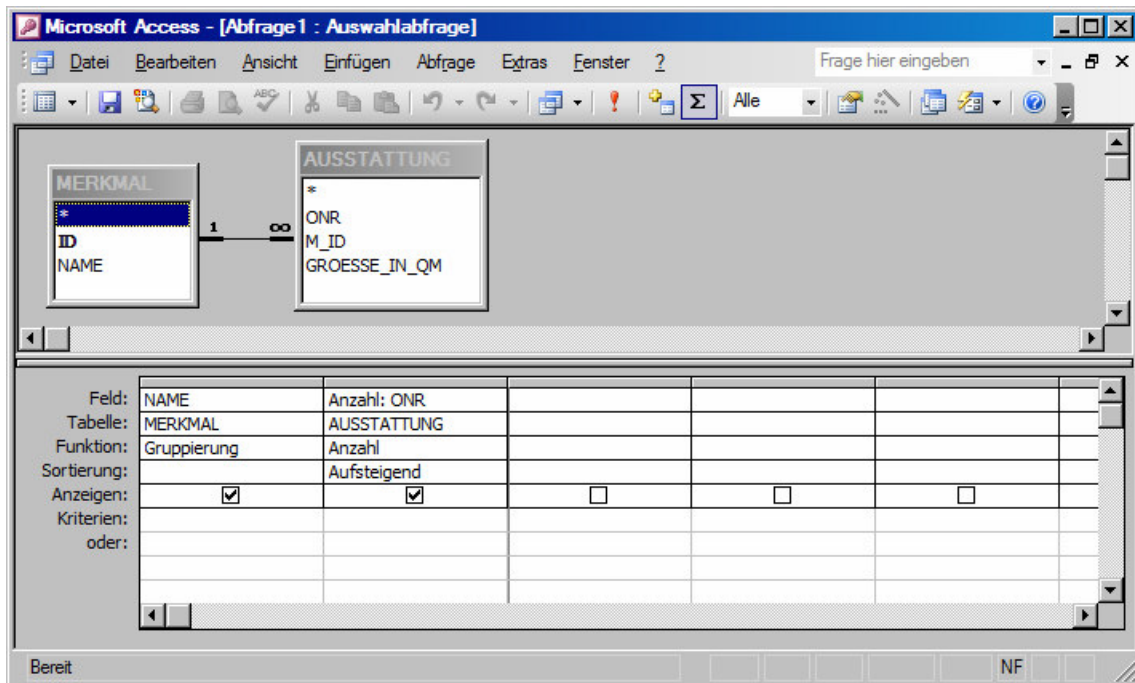 Microsoft Access - [Abfrage1 : Auswahlabfrage]
Datei Bearbeiten Ansicht Einfügen Abfrage Extras Fenster ? Frage hier eingeben
ABC Σ Alle
MERKMAL
*
ID
NAME
1 ∞
AUSSTATTUNG
*
ONR
M_ID
GROESSE_IN_QM
Feld: NAME Anzahl: ONR
Tabelle: MERKMAL AUSSTATTUNG
Funktion: Gruppierung Anzahl
Sortierung: Aufsteigend
Anzeigen:
Kriterien:
oder:
Bereit NF